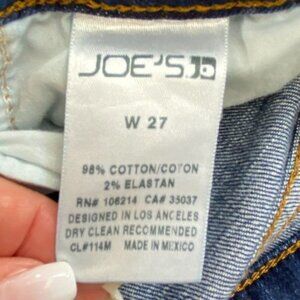 JOE'S
W 27
98% COTTON/COTON
2% ELASTAN
RN# 106214 CA# 35037
DESIGNED IN LOS ANGELES
DRY CLEAN RECOMMENDED
CL#114M MADE IN MEXICO